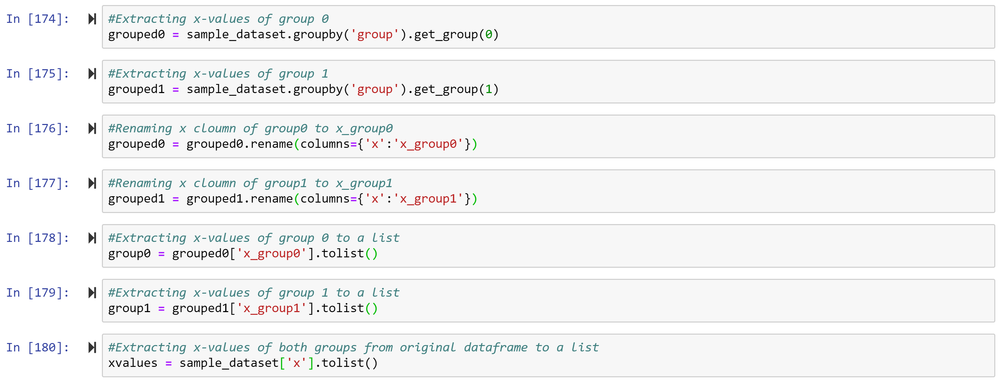 In [174]:
#Extracting x-values of group 0
grouped0 = sample_dataset.groupby('group').get_group(0)
In [175]:
#Extracting x-values of group 1
grouped1 = sample_dataset.groupby('group').get_group(1)
In [176]:
#Renaming x cloumn of group0 to x_group0
grouped0 = grouped0.rename(columns={'x':'x_group0'})
In [177]:
#Renaming x cloumn of group1 to x_group1
grouped1 = grouped1.rename(columns={'x':'x_group1'})
In [178]:
#Extracting x-values of group 0 to a list
group0 = grouped0['x_group0'].tolist()
In [179]:
#Extracting x-values of group 1 to a list
group1 = grouped1['x_group1'].tolist()
In [180]:
#Extracting x-values of both groups from original dataframe to a list
xvalues = sample_dataset['x'].tolist()